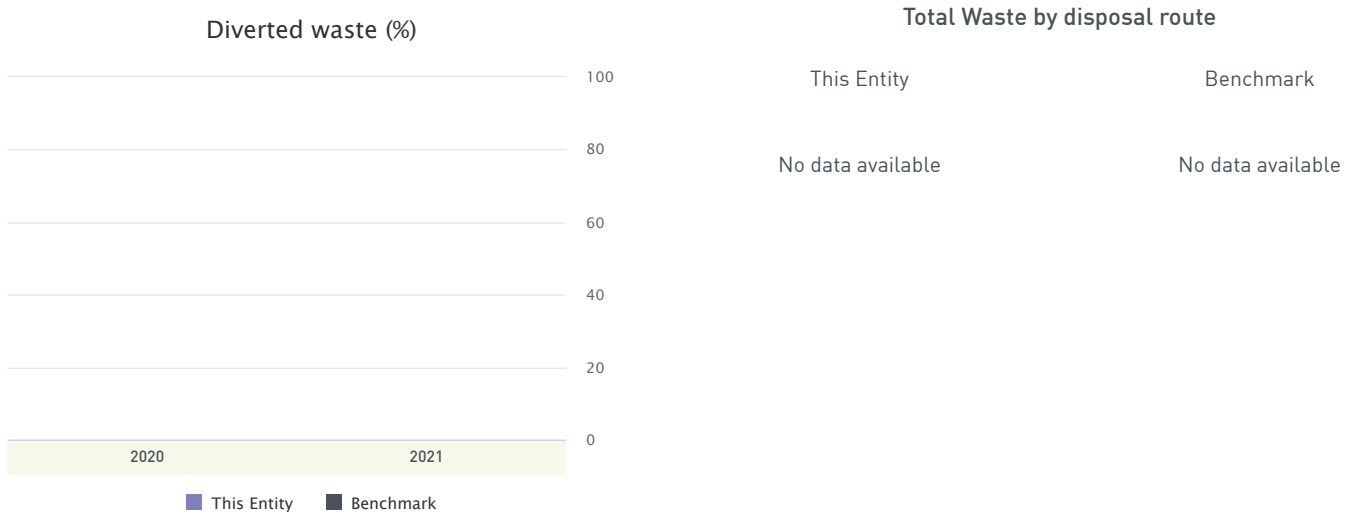 Diverted waste (%)
100
80
60
40
20
0
2020 2021
This Entity Benchmark
Total Waste by disposal route
This Entity Benchmark
No data available No data available